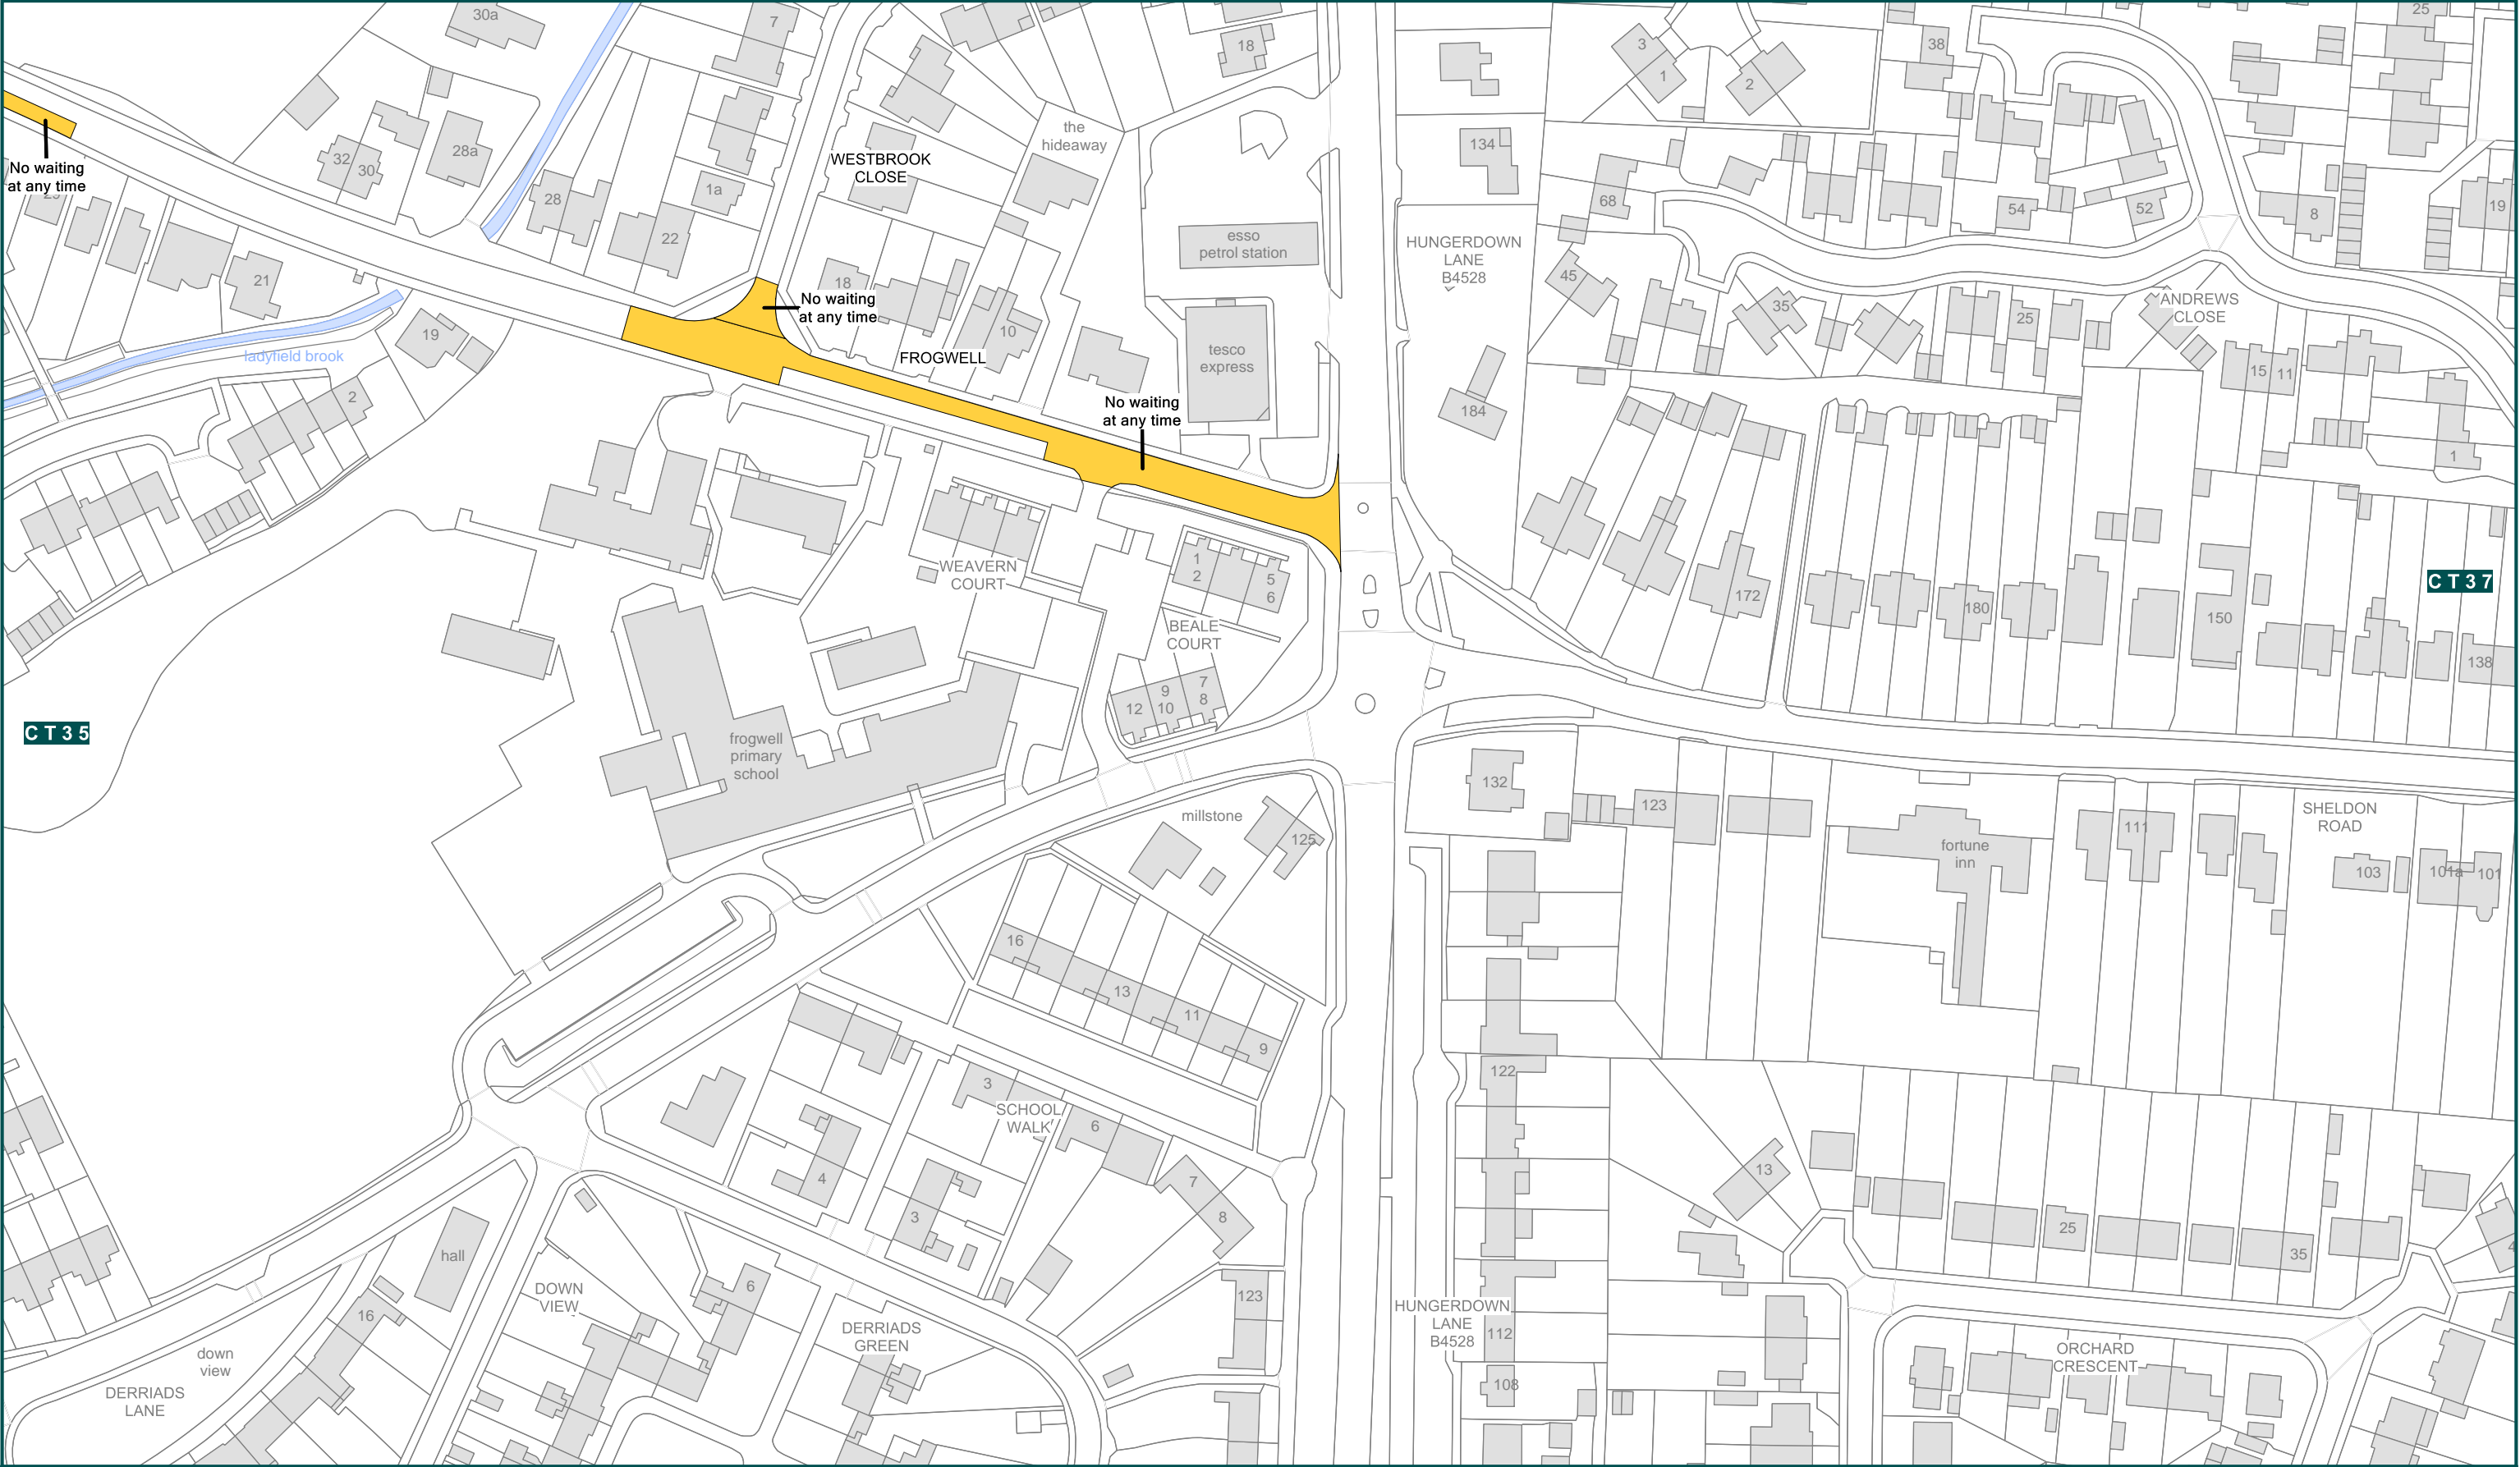 30a
7
18
3
1
2
38
25
the
hideaway
134
32
30
28a
WESTBROOK
CLOSE
No waiting
at any time
28
1a
68
54
52
8
19
22
esso
petrol station
HUNGERDOWN
LANE
B4528
21
18
No waiting
at any time
45
35
25
ANDREWS
CLOSE
19
10
ladyfield brook
FROGWELL
tesco
express
15
11
2
No waiting
at any time
184
1
WEAVERN
COURT
1
2
5
6
172
180
150
CT37
BEALE
COURT
138
CT35
frogwell
primary
school
12
9
10
7
8
132
123
millstone
125
fortune
inn
111
SHELDON
ROAD
103
101a
101
16
13
11
9
122
3
SCHOOL
WALK
6
4
7
8
3
13
25
35
hall
DOWN
VIEW
6
123
HUNGERDOWN
LANE
B4528
112
16
DERRIADS
GREEN
down
view
DERRIADS
LANE
ORCHARD
CRESCENT
108